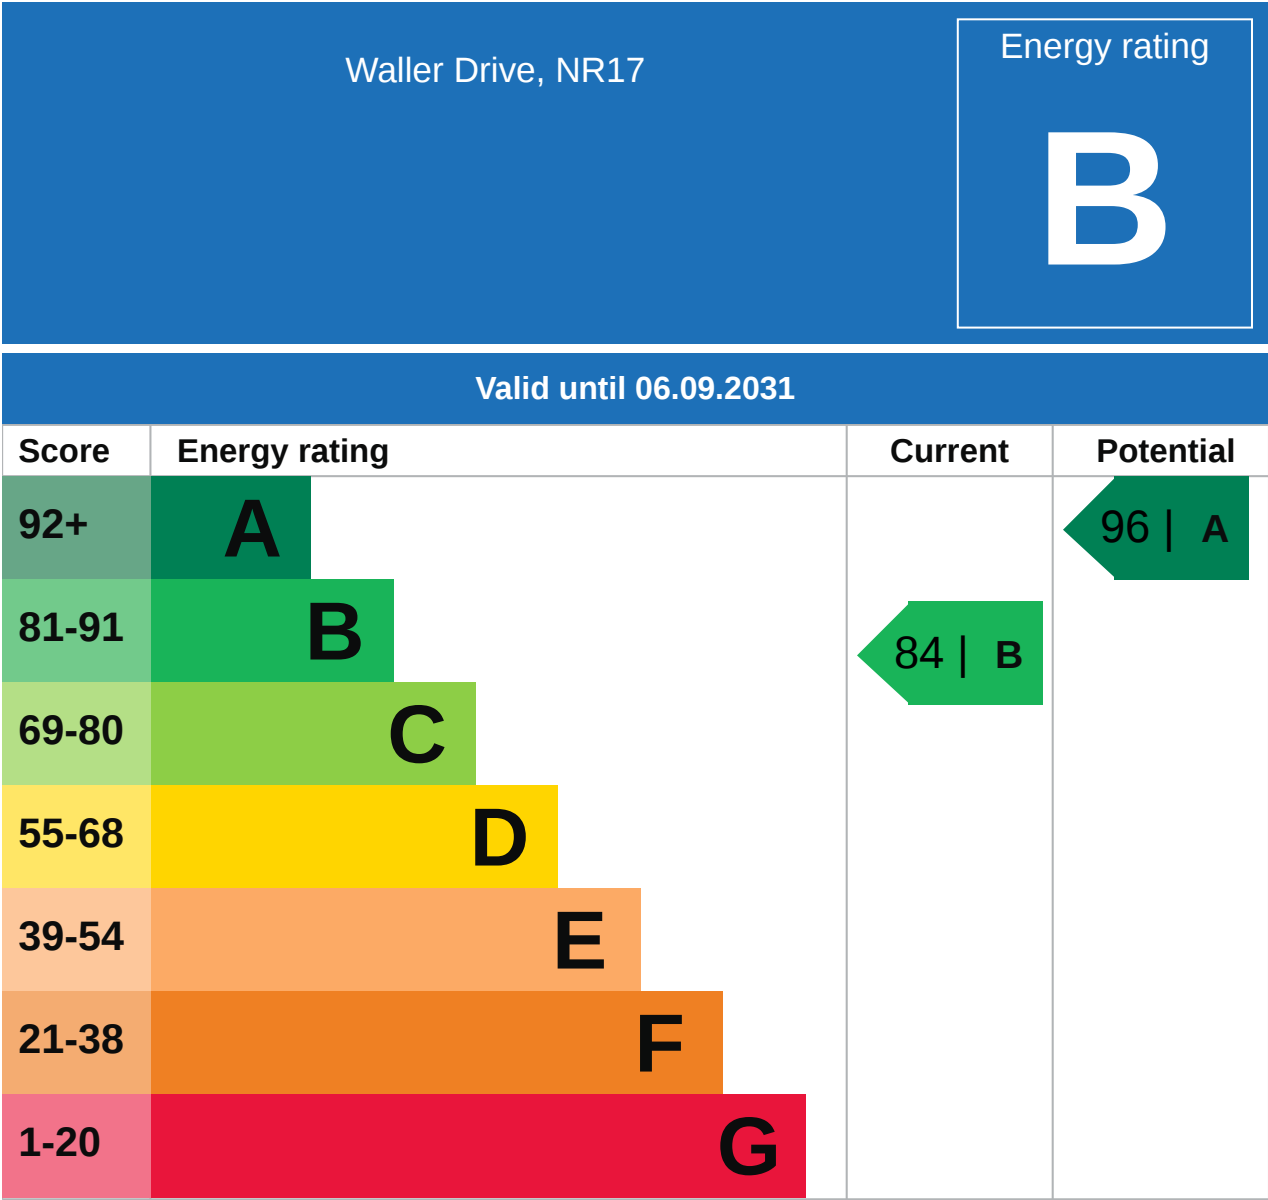 Waller Drive, NR17
Energy rating
B
Valid until 06.09.2031
Score Energy rating Current Potential
92+ A 96 | A
81-91 B 84 | B
69-80 C
55-68 D
39-54 E
21-38 F
1-20 G